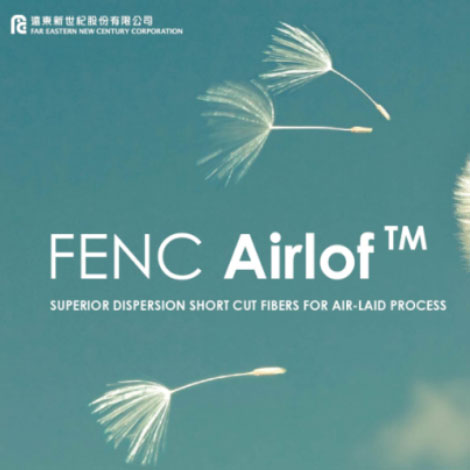 遠東新世紀股份有限公司
FAR EASTERN NEW CENTURY CORPORATION
FENC Airlof™
SUPERIOR DISPERSION SHORT CUT FIBERS FOR AIR-LAID PROCESS